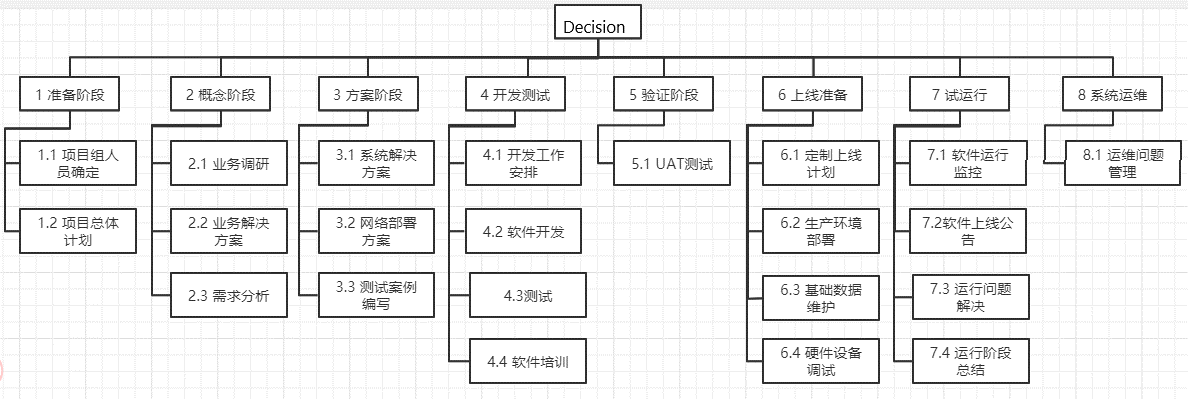 Decision
1 准备阶段
2 概念阶段
3 方案阶段
4 开发测试
5 验证阶段
6 上线准备
7 试运行
8 系统运维
1.1 项目组人
员确定
1.2 项目总体
计划
2.1 业务调研
2.2 业务解决
方案
2.3 需求分析
3.1 系统解决
方案
3.2 网络部署
方案
3.3 测试案例
编写
4.1 开发工作
安排
4.2 软件开发
4.3测试
4.4 软件培训
5.1 UAT测试
6.1 定制上线
计划
6.2 生产环境
部署
6.3 基础数据
维护
6.4 硬件设备
调试
7.1 软件运行
监控
7.2软件上线公
告
7.3 运行问题
解决
7.4 运行阶段
总结
8.1 运维问题
管理